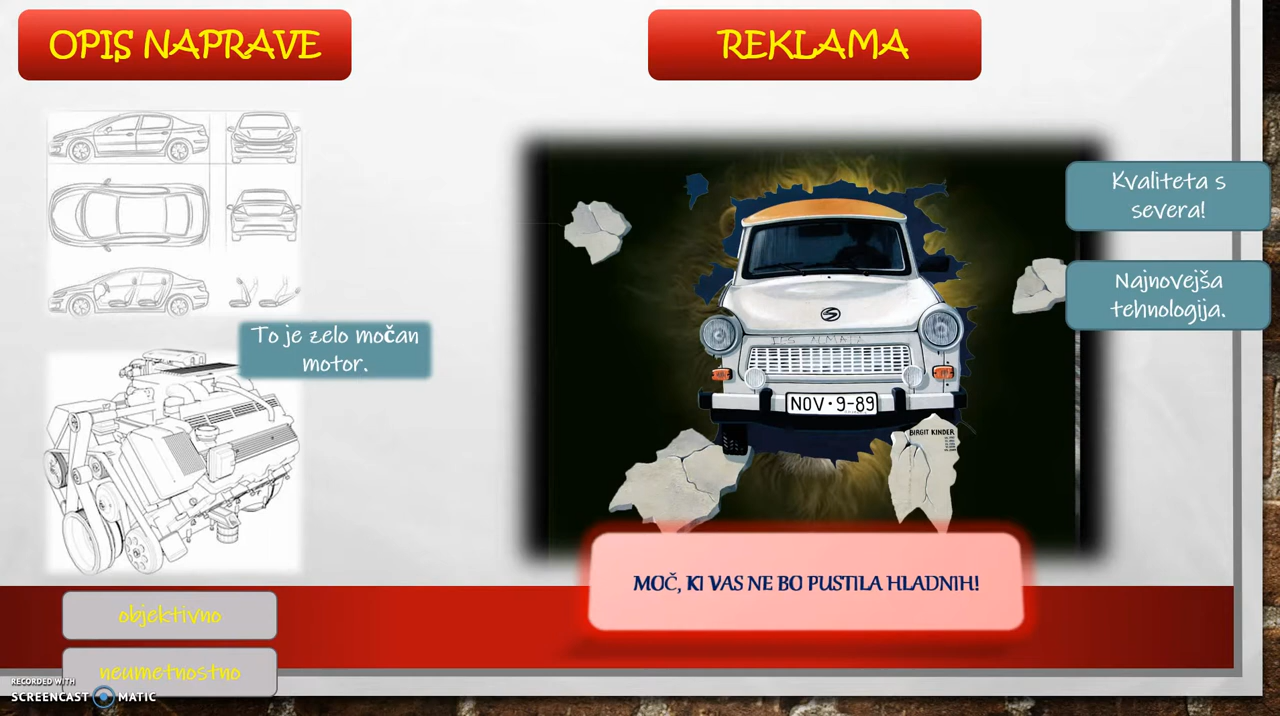 OPIS NAPRAVE
REKLAMA
Kvaliteta s
severa!
Najnovejša
tehnologija.
To je zelo močan
motor.
NOV•9-89
BIRGIT KINDER
MOČ, KI VAS NE BO PUSTILA HLADNIH!
objektivno
neumetnostno
RECORDED WITH
SCREENCAST MATIC